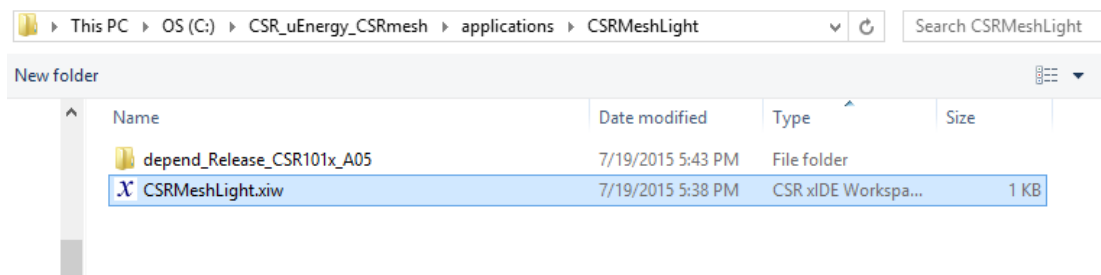 This PC OS (C:) CSR_uEnergy_CSRmesh applications CSRMeshLight Search CSRMeshLight
New folder
Name Date modified Type Size
depend_Release_CSR101x_A05 7/19/2015 5:43 PM File folder
CSRMeshLight.xiw 7/19/2015 5:38 PM CSR xIDE Workspa... 1 KB